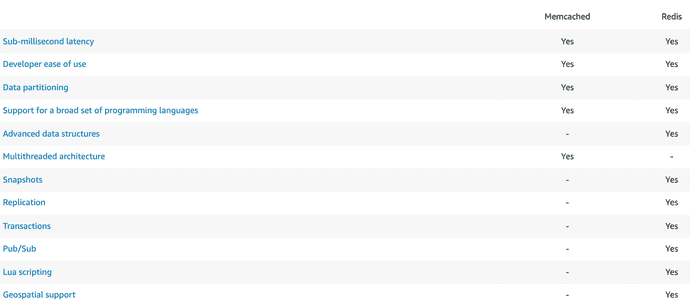 Memcached Redis
Sub-millisecond latency Yes Yes
Developer ease of use Yes Yes
Data partitioning Yes Yes
Support for a broad set of programming languages Yes Yes
Advanced data structures - Yes
Multithreaded architecture Yes -
Snapshots - Yes
Replication - Yes
Transactions - Yes
Pub/Sub - Yes
Lua scripting - Yes
Geospatial support - Yes